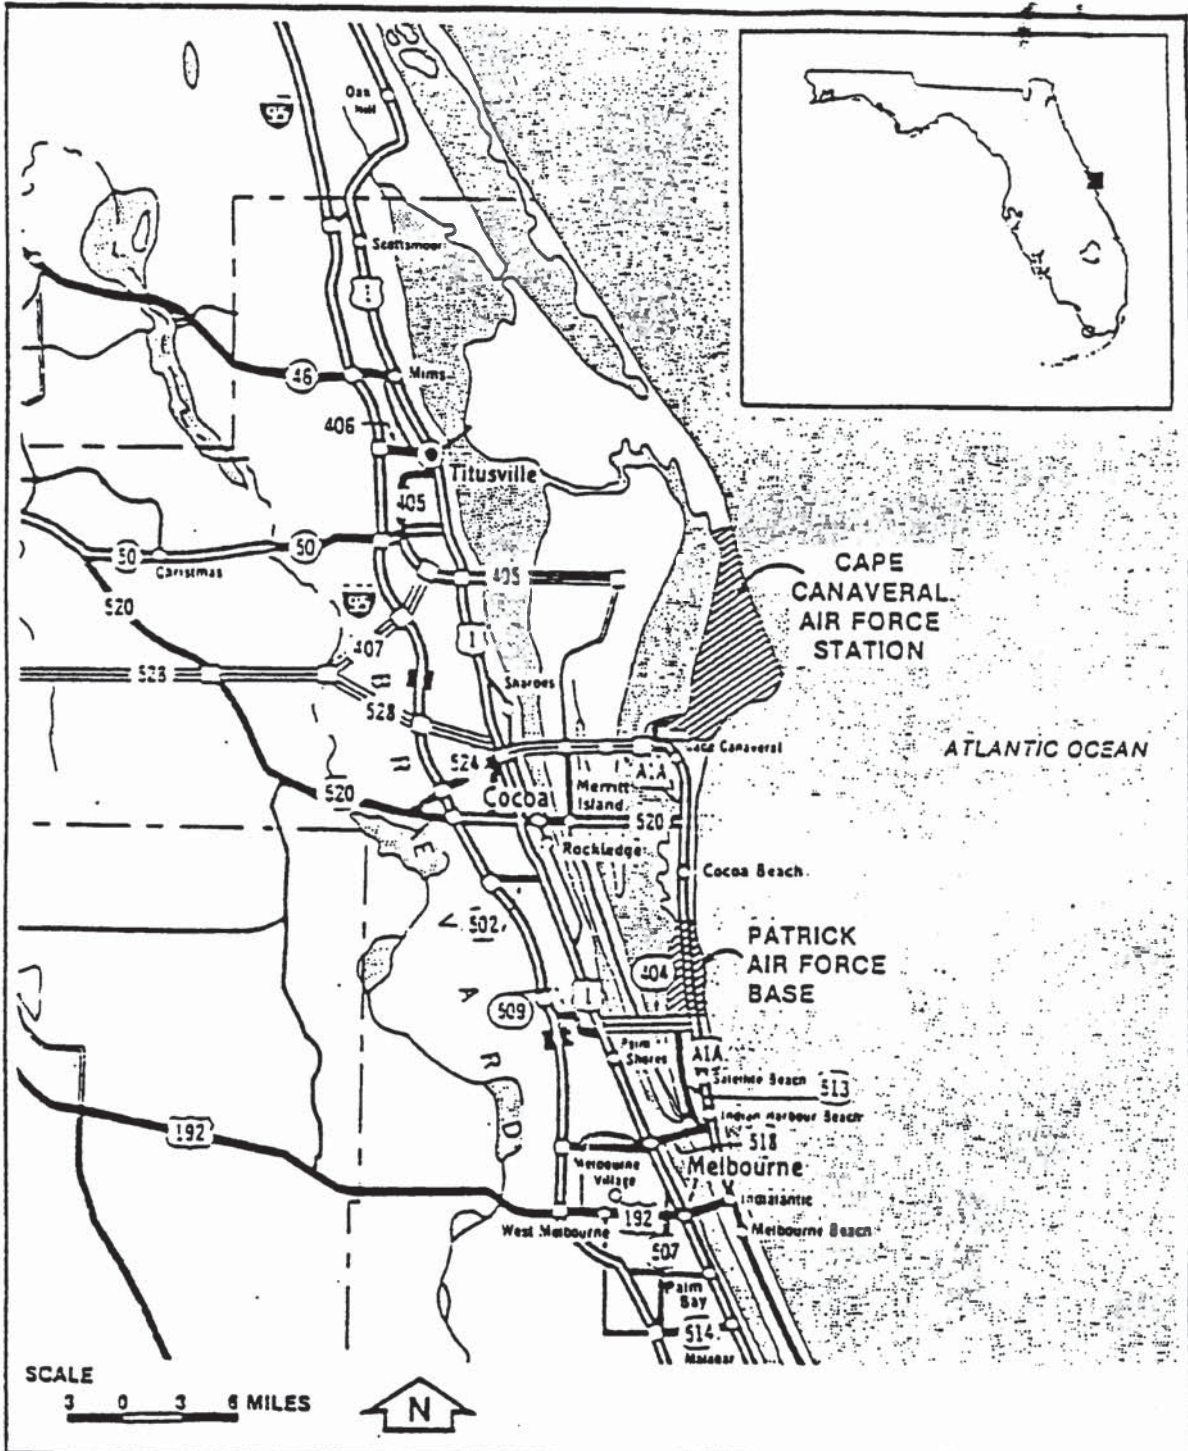 95
Oak
Hill
Scottsmoor
1
46
Mims
406
Titusville
405
50
50
Christmas
405
95
520
407
1
CAPE
CANAVERAL
AIR FORCE
STATION
528
B
Sharpes
528
R
524
Cape Canaveral
ATLANTIC OCEAN
A1A
520
Cocoa
Merritt
Island
520
E
Rockledge
Cocoa Beach
V
502
PATRICK
AIR FORCE
BASE
404
A
509
1
R
Palm
Shores
A1A
Satellite Beach
513
Indian Harbour Beach
D
192
518
Melbourne
Village
Melbourne
Indialantic
West Melbourne
192
Melbourne Beach
507
Palm
Bay
514
Malabar
SCALE
3 0 3 6 MILES
N